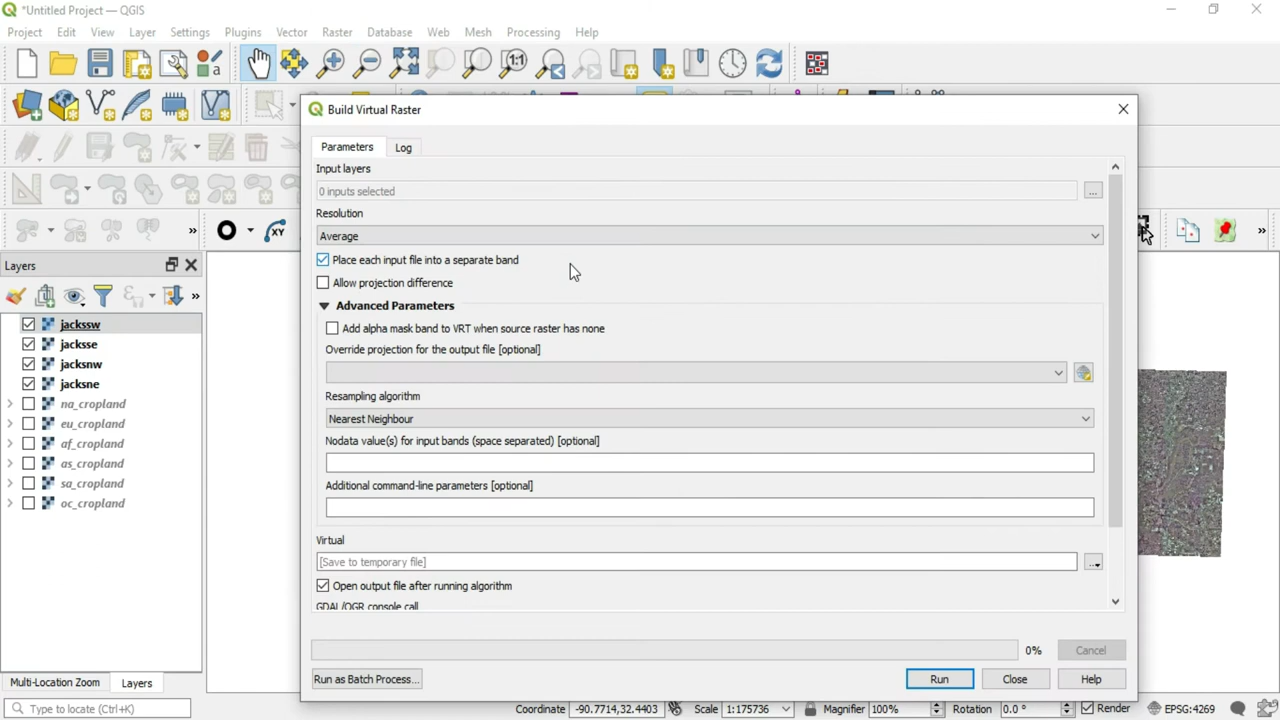 *Untitled Project — QGIS
Project Edit View Layer Settings Plugins Vector Raster Database Web Mesh Processing Help
Build Virtual Raster
Parameters Log
Input layers
0 inputs selected
...
Resolution
Average
Place each input file into a separate band
Allow projection difference
Advanced Parameters
Add alpha mask band to VRT when source raster has none
Override projection for the output file [optional]
Resampling algorithm
Nearest Neighbour
Nodata value(s) for input bands (space separated) [optional]
Additional command-line parameters [optional]
Virtual
[Save to temporary file]
...
Open output file after running algorithm
GDAL/OGR console call
0%
Cancel
Run as Batch Process...
Run
Close
Help
Layers
jackssw
jacksse
jacksnw
jacksne
na_cropland
eu_cropland
af_cropland
as_cropland
sa_cropland
oc_cropland
Multi-Location Zoom Layers
Type to locate (Ctrl+K)
Coordinate -90.7714,32.4403 Scale 1:175736 Magnifier 100% Rotation 0.0 ° Render EPSG:4269